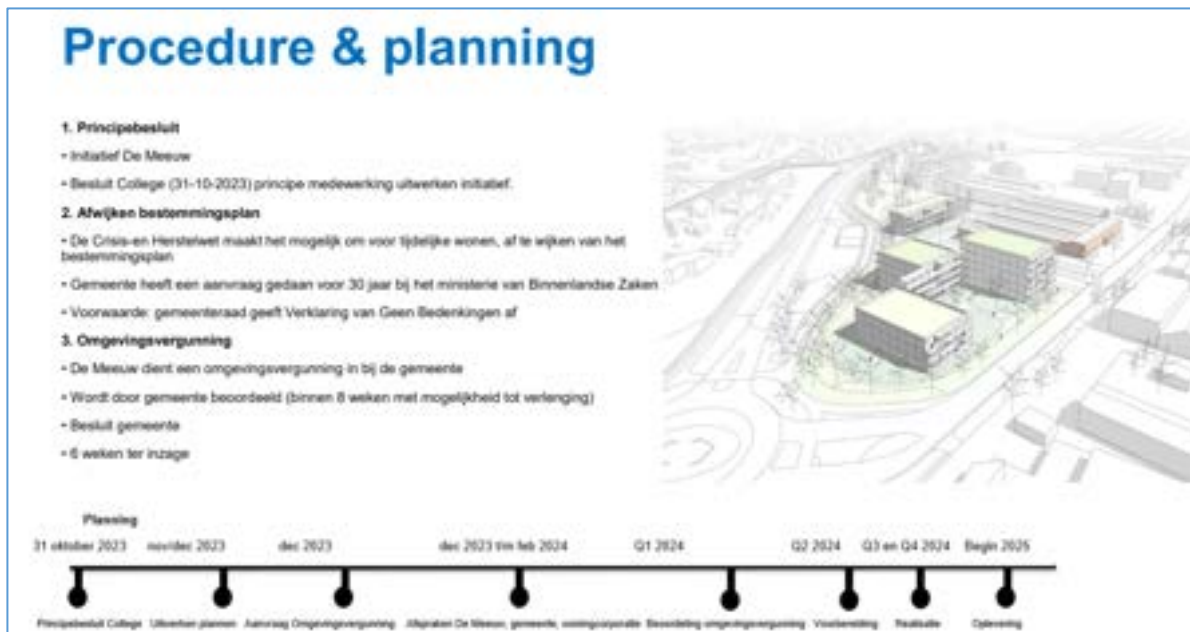 Procedure & planning
1. Principebesluit
• Initiatief De Meeuw
• Besluit College (31-10-2023) principe medewerking uitwerken initiatief.
2. Afwijken bestemmingsplan
• De Crisis-en Herstelwet maakt het mogelijk om voor tijdelijke wonen, af te wijken van het
bestemmingsplan
• Gemeente heeft een aanvraag gedaan voor 30 jaar bij het ministerie van Binnenlandse Zaken
• Voorwaarde: gemeenteraad geeft Verklaring van Geen Bedenkingen af
3. Omgevingsvergunning
• De Meeuw dient een omgevingsvergunning in bij de gemeente
• Wordt door gemeente beoordeeld (binnen 8 weken met mogelijkheid tot verlenging)
• Besluit gemeente
• 6 weken ter inzage
Planning
31 oktober 2023 nov/dec 2023 dec 2023 dec 2023 t/m feb 2024 Q1 2024 Q2 2024 Q3 en Q4 2024 Begin 2025
Principebesluit College Uitwerken plannen Aanvraag Omgevingsvergunning Afspraken De Meeuw, gemeente, woningcorporatie Beoordeling omgevingsvergunning Voorbereiding Realisatie Oplevering